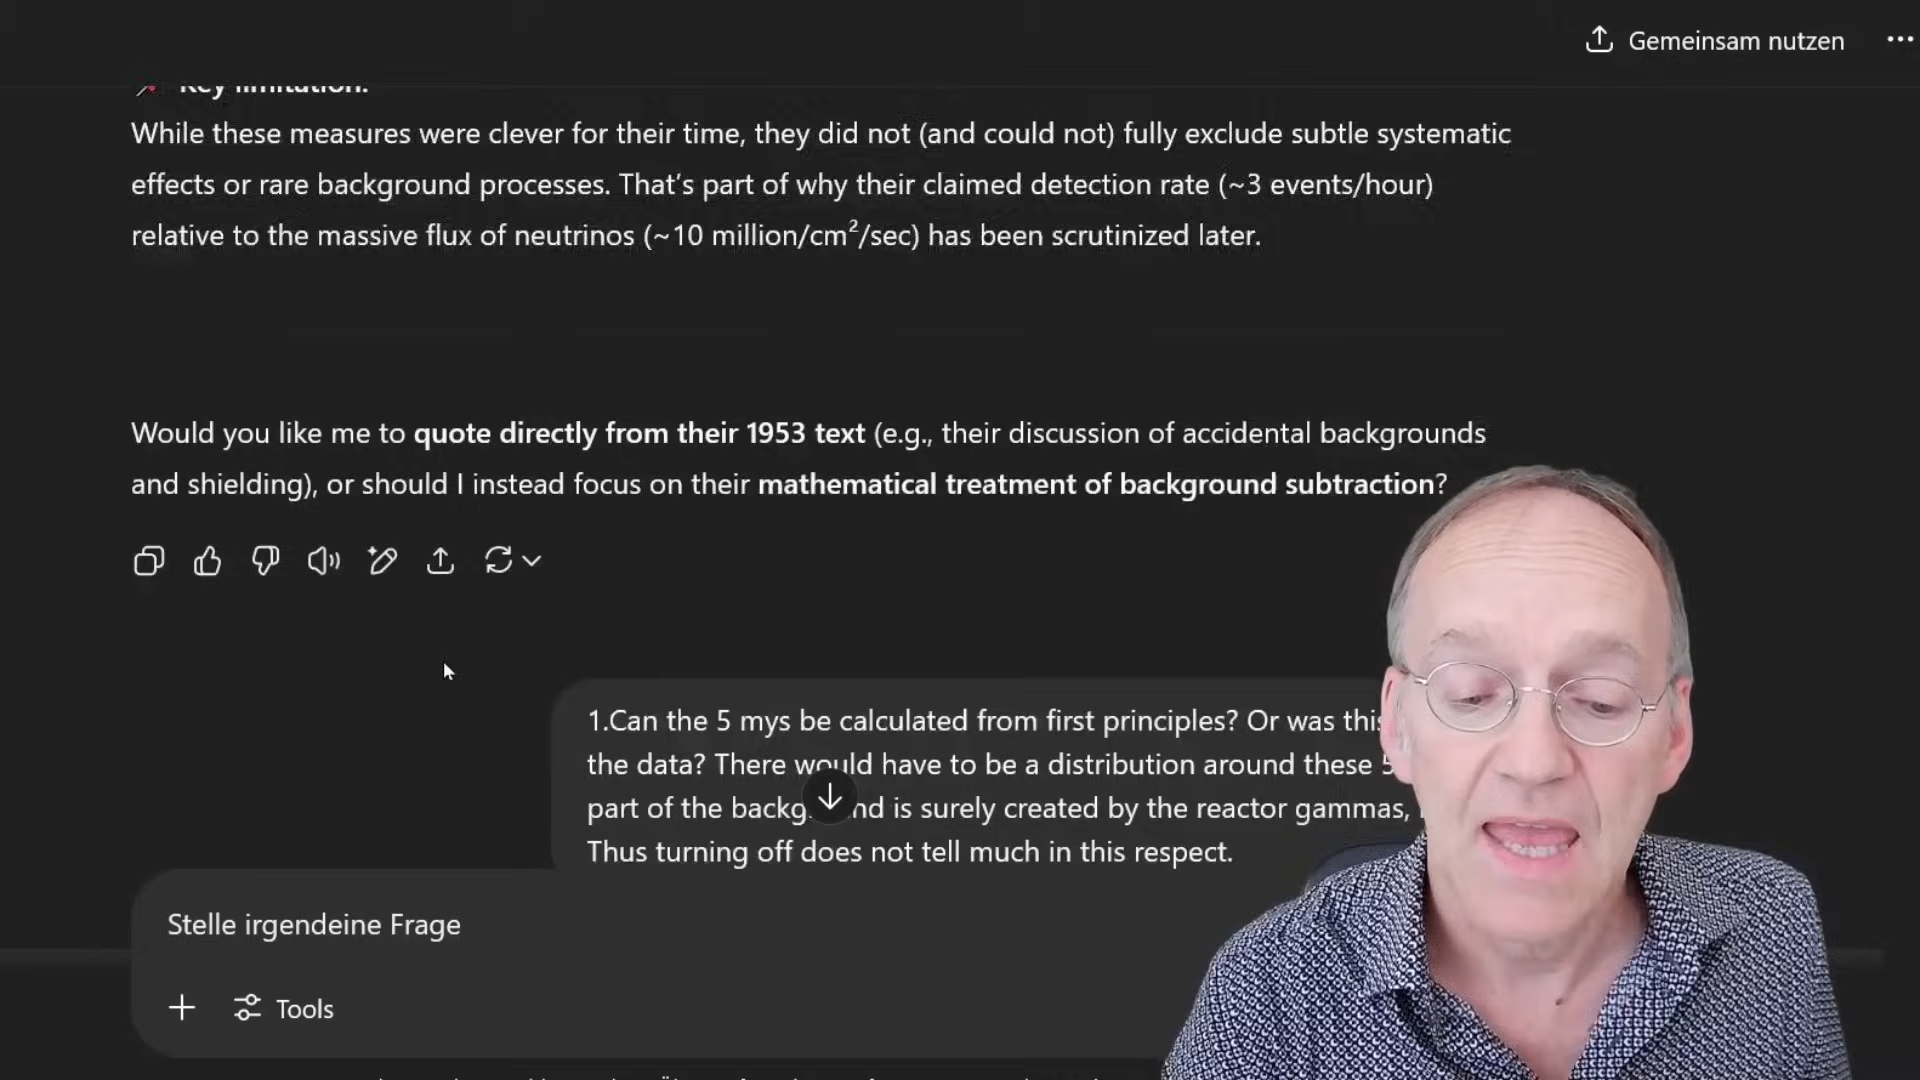 Gemeinsam nutzen
Key limitation:
While these measures were clever for their time, they did not (and could not) fully exclude subtle systematic
effects or rare background processes. That's part of why their claimed detection rate (~3 events/hour)
relative to the massive flux of neutrinos (~10 million/cm²/sec) has been scrutinized later.
Would you like me to quote directly from their 1953 text (e.g., their discussion of accidental backgrounds
and shielding), or should I instead focus on their mathematical treatment of background subtraction?
1.Can the 5 mys be calculated from first principles? Or was this
the data? There would have to be a distribution around these 5
part of the backg nd is surely created by the reactor gammas,
Thus turning off does not tell much in this respect.
Stelle irgendeine Frage
Tools